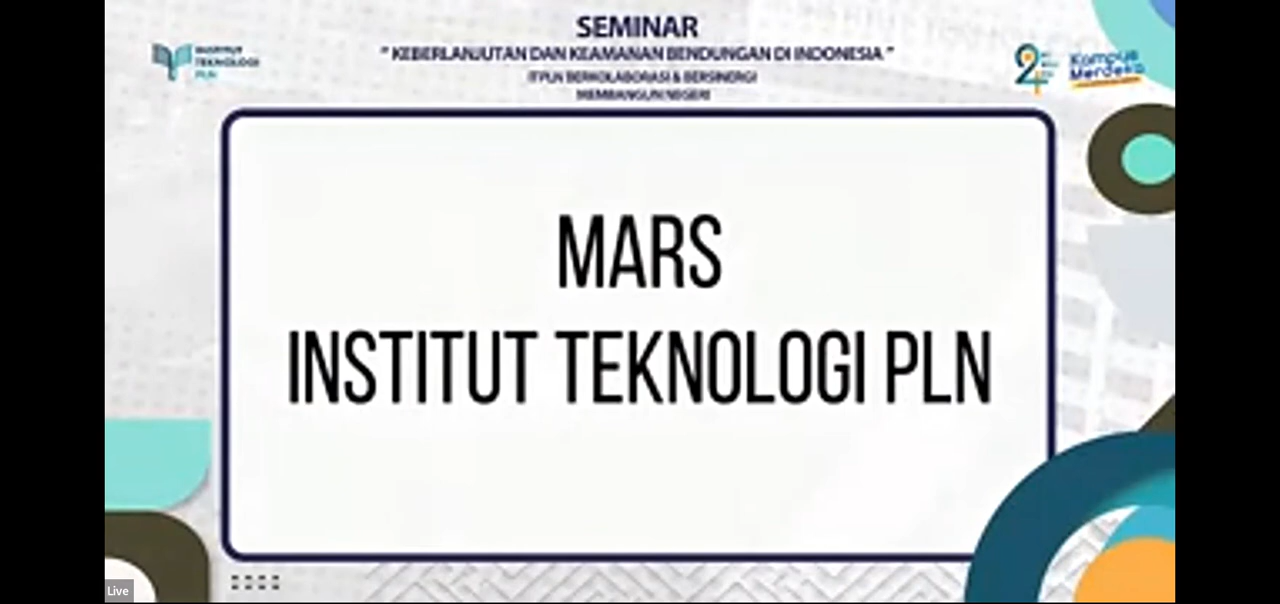 SEMINAR
" KEBERLANJUTAN DAN KEAMANAN BENDUNGAN DI INDONESIA "
ITPLN BERKOLABORASI & BERSINERGI
MEMBANGUN NEGERI
INSTITUT
TEKNOLOGI
PLN
Kampus
Merdeka
MARS
INSTITUT TEKNOLOGI PLN
Live